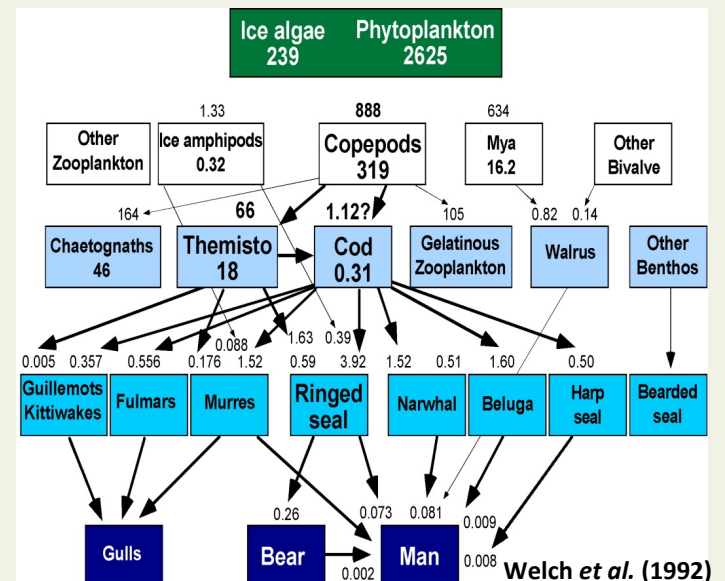 Ice algae Phytoplankton
239 2625
1.33 888 634
Other
Zooplankton
Ice amphipods
0.32
Copepods
319
Mya
16.2
Other
Bivalve
164 66 1.12? 105 0.82 0.14
Chaetognaths
46
Themisto
18
Cod
0.31
Gelatinous
Zooplankton
Walrus
Other
Benthos
0.088 1.63 0.39
0.005 0.357 0.556 0.176 1.52 0.59 3.92 1.52 0.51 1.60 0.50
Guillemots
Kittiwakes
Fulmars
Murres
Ringed
seal
Narwhal
Beluga
Harp
seal
Bearded
seal
0.26 0.073 0.081 0.009
Gulls
Bear
Man
0.002 0.008
Welch et al. (1992)